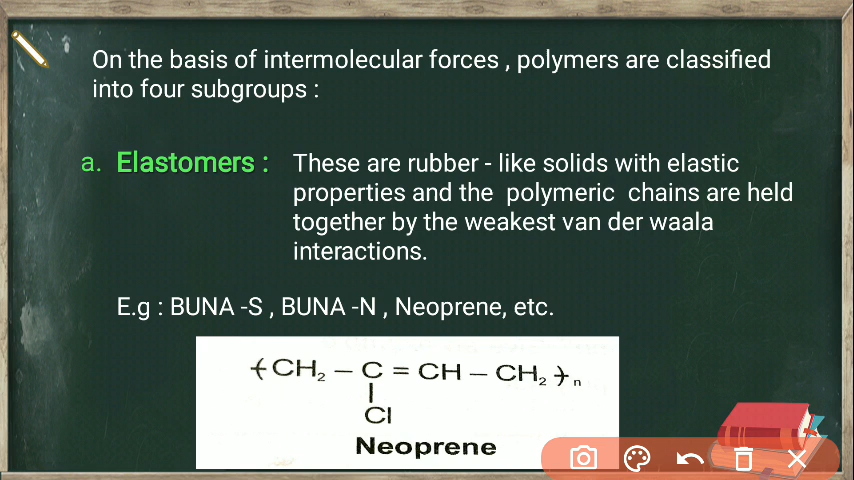 On the basis of intermolecular forces , polymers are classified
into four subgroups :
a. Elastomers : These are rubber - like solids with elastic
properties and the polymeric chains are held
together by the weakest van der waala
interactions.
E.g : BUNA -S , BUNA -N , Neoprene, etc.
(CH₂ – C = CH – CH₂)ₙ
Cl
Neoprene